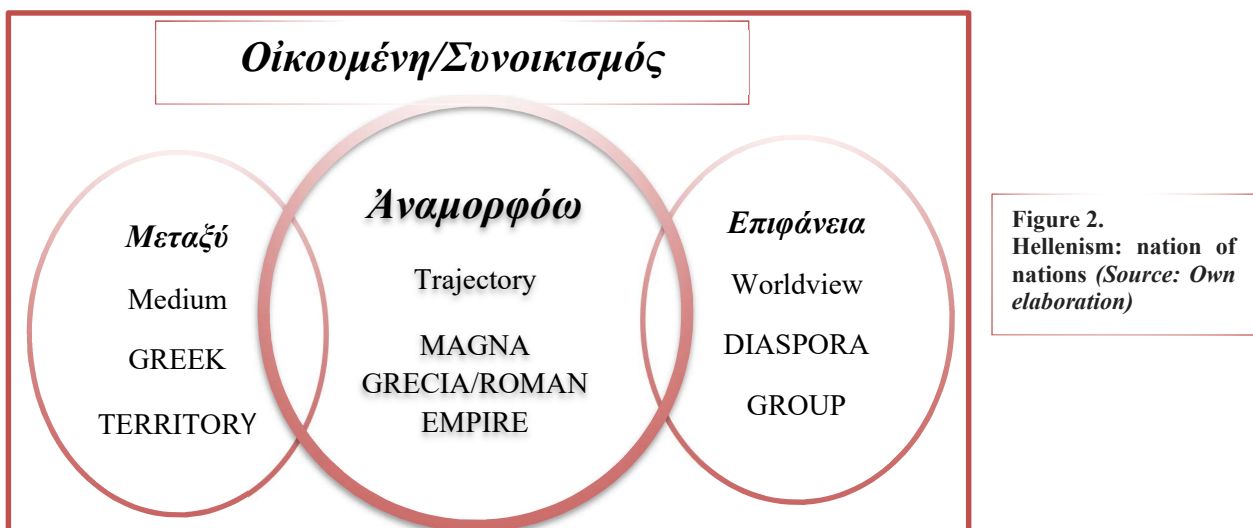 Οἰκουμένη/Συνοικισμός
Μεταξύ
Medium
GREEK
TERRITORY
Ἀναμορφόω
Trajectory
MAGNA
GRECIA/ROMAN
EMPIRE
Επιφάνεια
Worldview
DIASPORA
GROUP
Figure 2.
Hellenism: nation of
nations (Source: Own
elaboration)